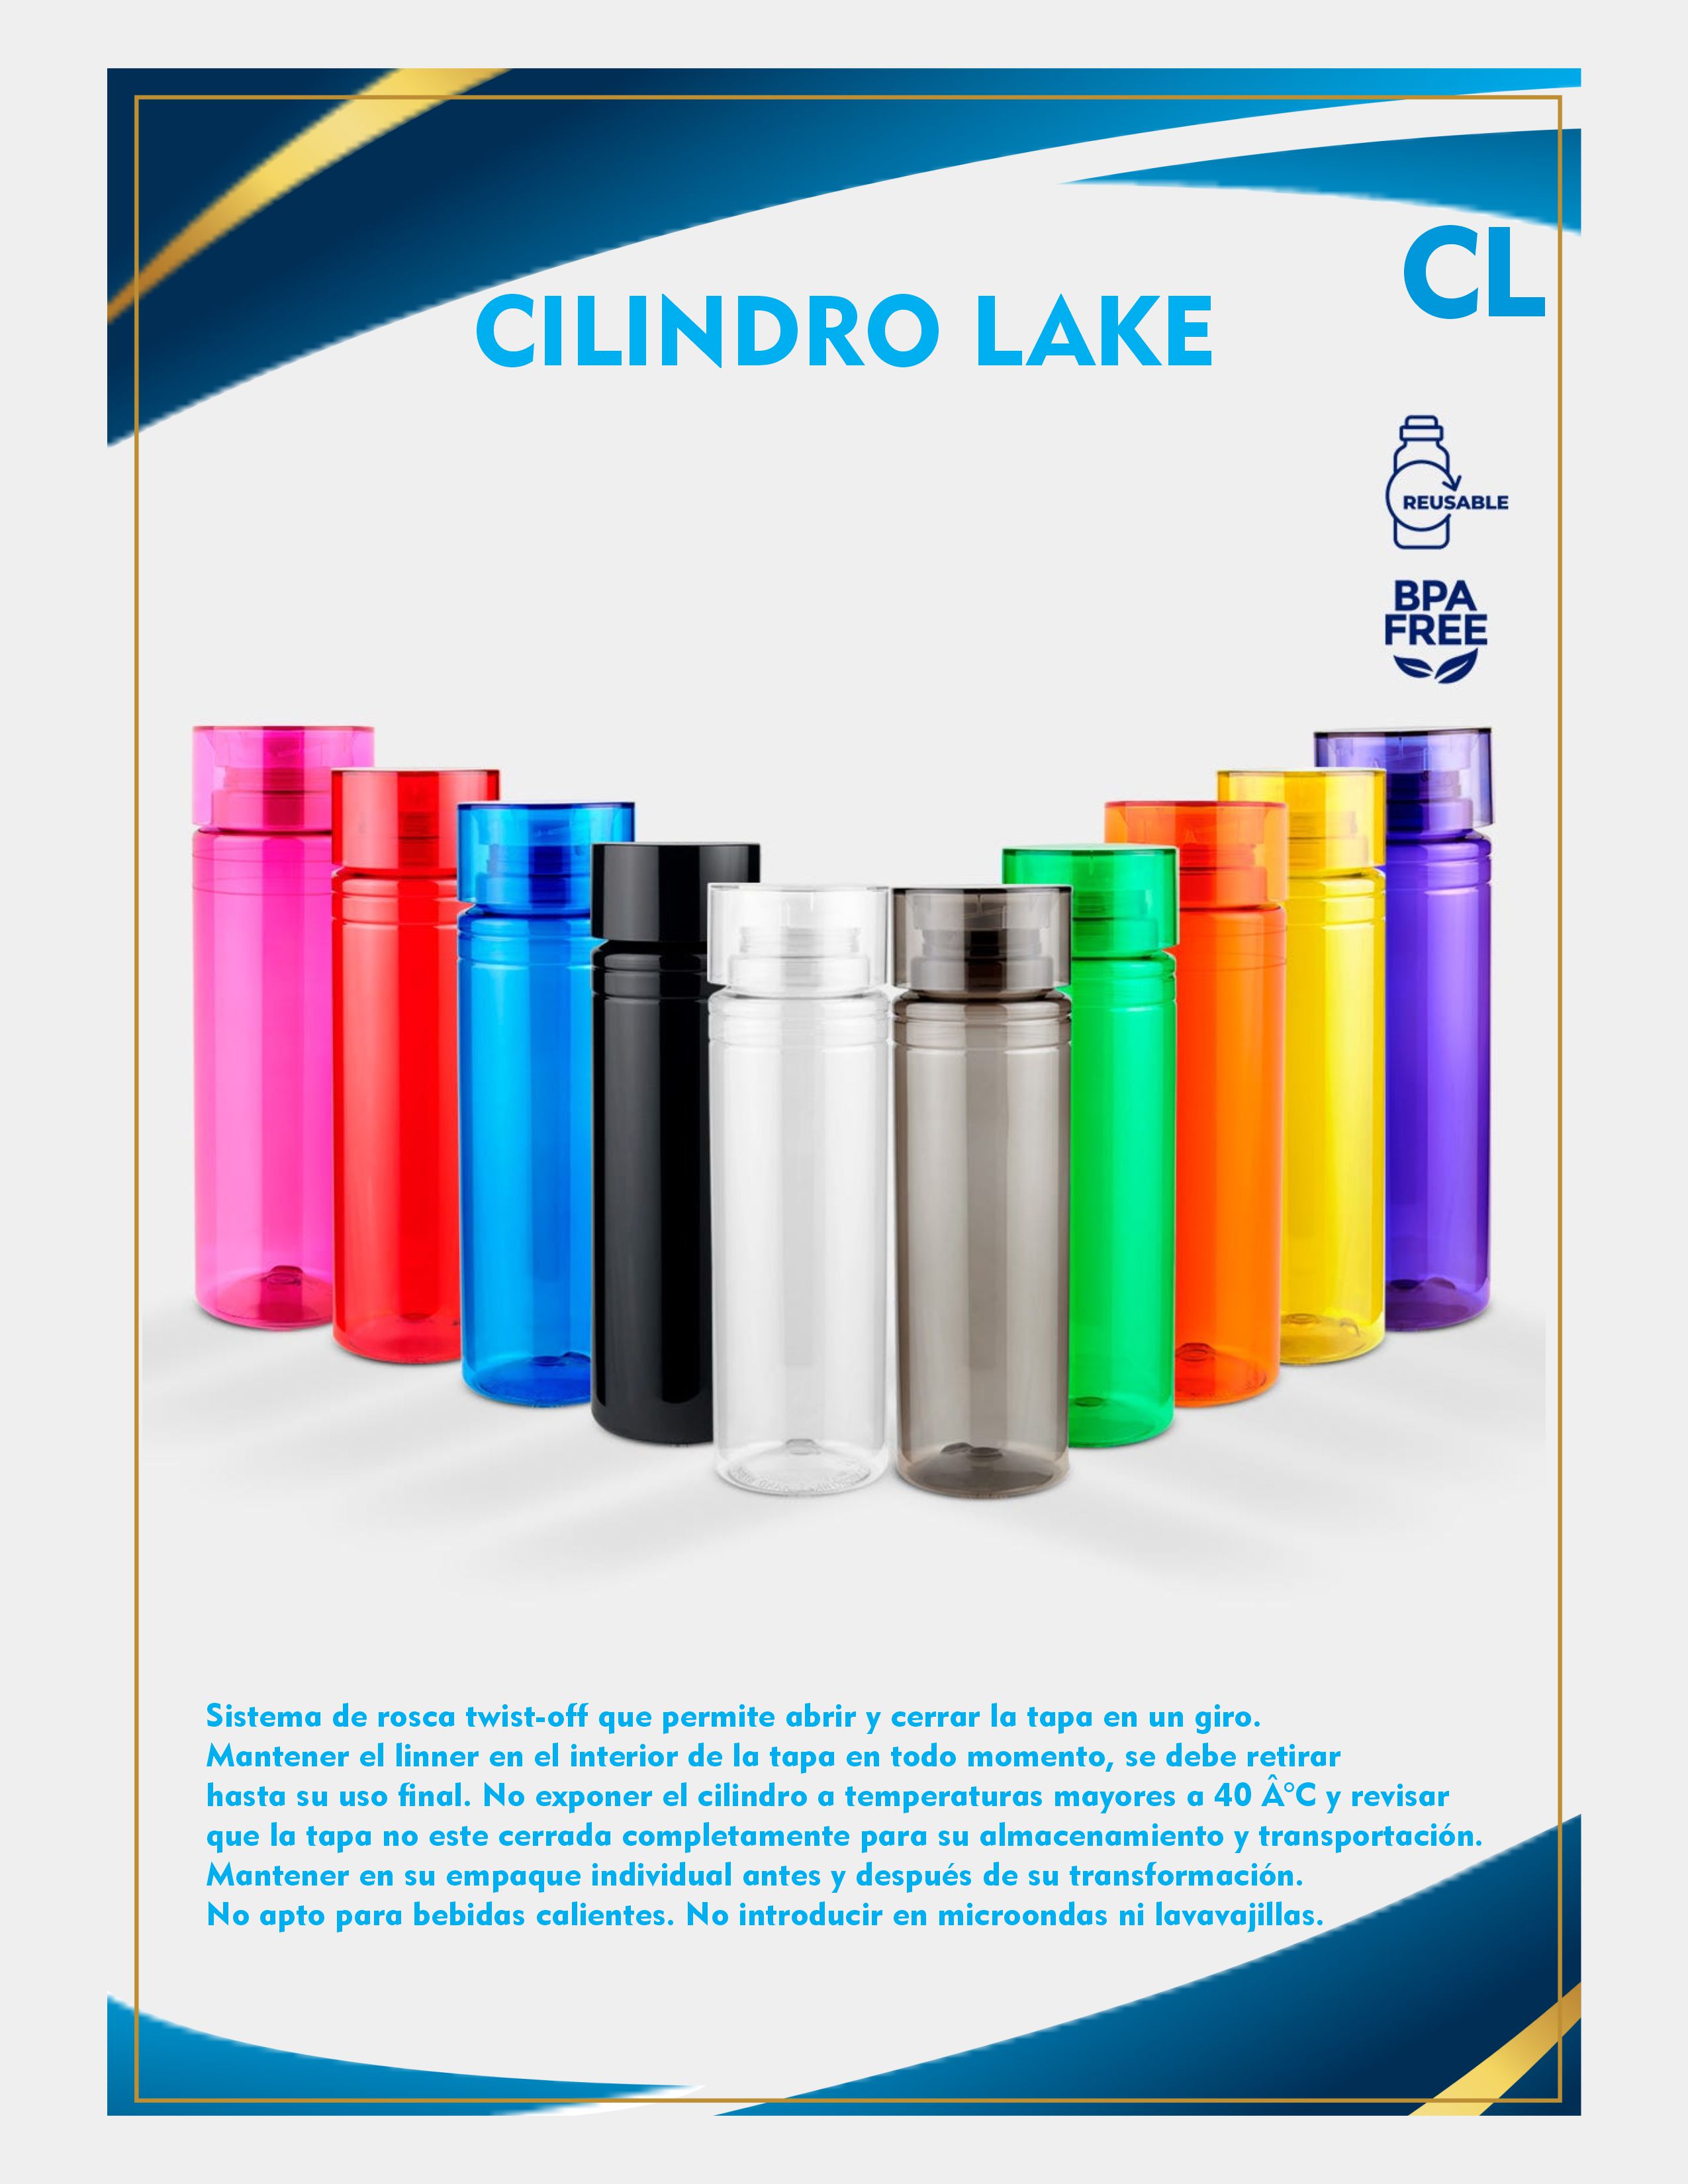 CL
CILINDRO LAKE
REUSABLE
BPA
FREE
Sistema de rosca twist-off que permite abrir y cerrar la tapa en un giro.
Mantener el linner en el interior de la tapa en todo momento, se debe retirar
hasta su uso final. No exponer el cilindro a temperaturas mayores a 40 Â°C y revisar
que la tapa no este cerrada completamente para su almacenamiento y transportación.
Mantener en su empaque individual antes y después de su transformación.
No apto para bebidas calientes. No introducir en microondas ni lavavajillas.